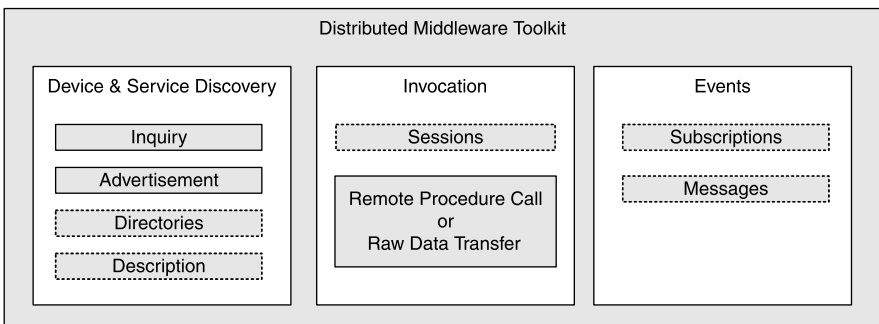 Distributed Middleware Toolkit
Device & Service Discovery
Inquiry
Advertisement
Directories
Description
Invocation
Sessions
Remote Procedure Call
or
Raw Data Transfer
Events
Subscriptions
Messages